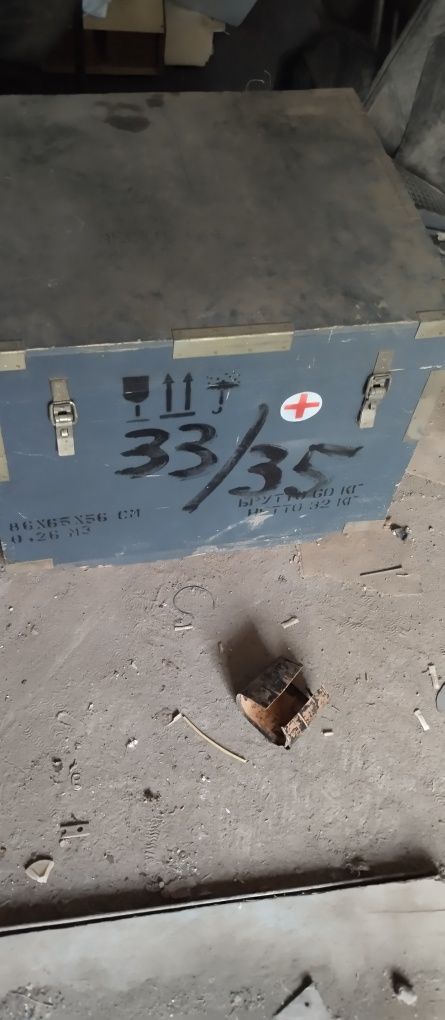 33/35
86X65X56 СМ
0.26 М3
БРУТТО 60 КГ
НЕТТО 32 КГ